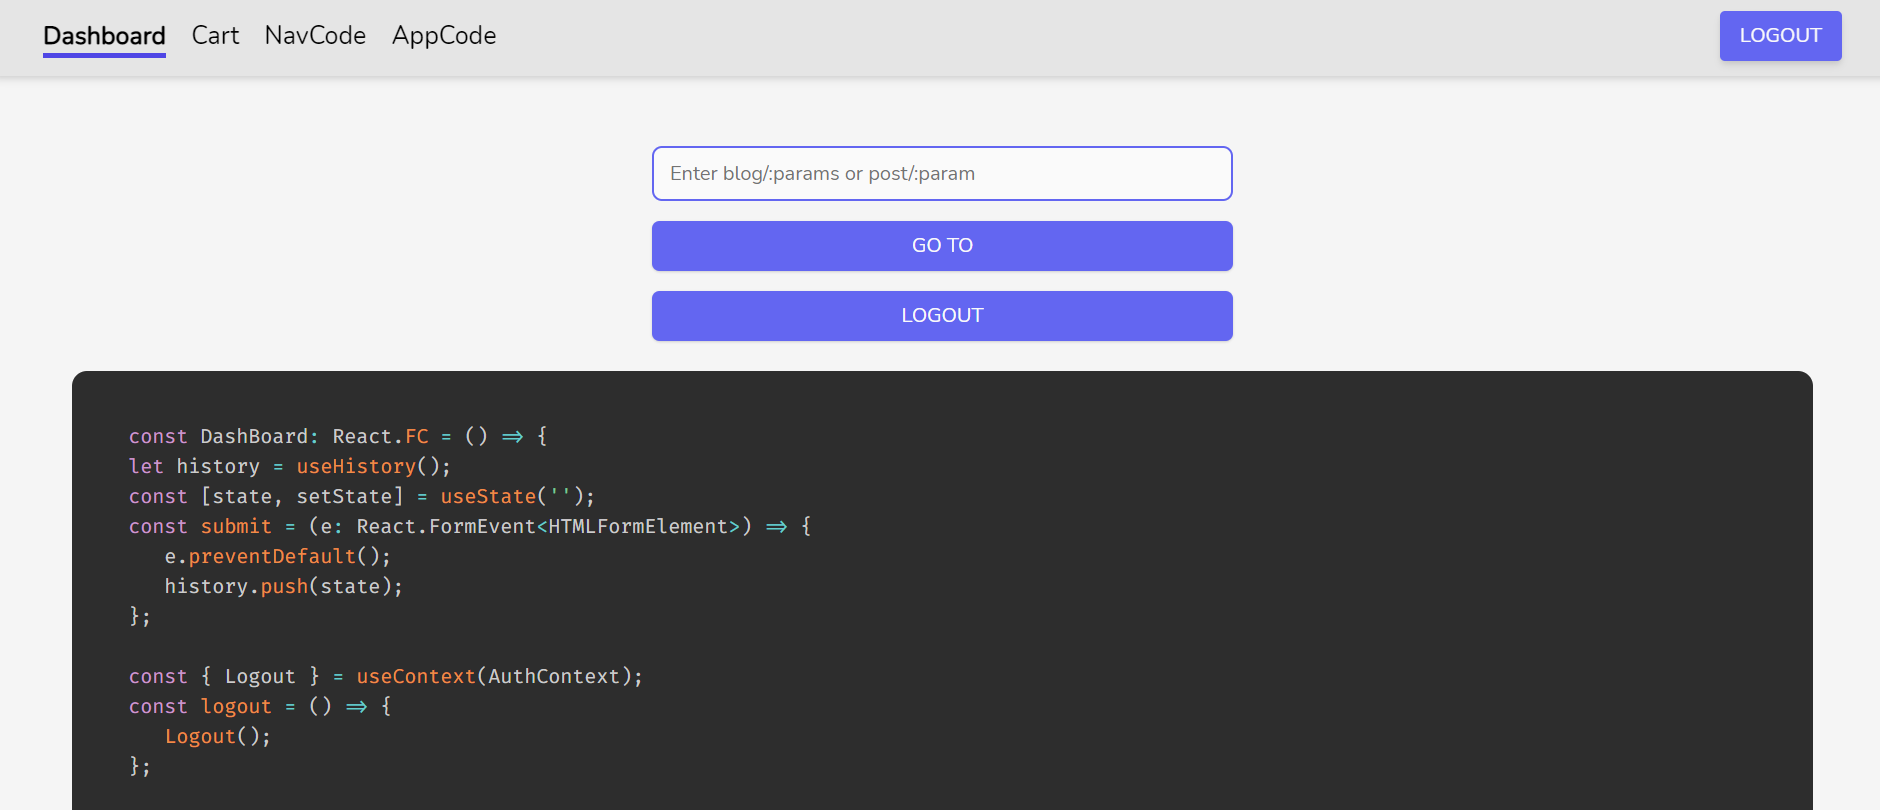 Dashboard Cart NavCode AppCode LOGOUT
Enter blog/:params or post/:param
GO TO
LOGOUT
const DashBoard: React.FC = () => {
let history = useHistory();
const [state, setState] = useState('');
const submit = (e: React.FormEvent<HTMLFormElement>) => {
   e.preventDefault();
   history.push(state);
};
const { Logout } = useContext(AuthContext);
const logout = () => {
   Logout();
};